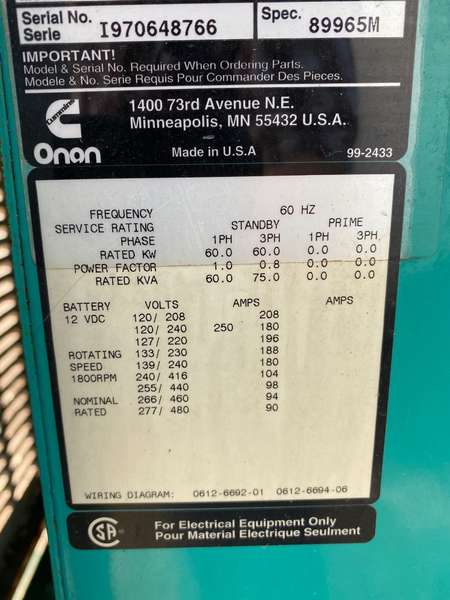 Serial No. I970648766 Spec. 89965M
Serie
IMPORTANT!
Model & Serial No. Required When Ordering Parts.
Modele & No. Serie Requis Pour Commander Des Pieces.
Cummins
Onan
1400 73rd Avenue N.E.
Minneapolis, MN 55432 U.S.A.
Made in U.S.A 99-2433
FREQUENCY 60 HZ
SERVICE RATING STANDBY PRIME
PHASE 1PH 3PH 1PH 3PH
RATED KW 60.0 60.0 0.0 0.0
POWER FACTOR 1.0 0.8 0.0 0.0
RATED KVA 60.0 75.0 0.0 0.0
BATTERY VOLTS AMPS AMPS
12 VDC 120/ 208 208
120/ 240 250 180
127/ 220 196
ROTATING 133/ 230 188
SPEED 139/ 240 180
1800RPM 240/ 416 104
255/ 440 98
NOMINAL 266/ 460 94
RATED 277/ 480 90
WIRING DIAGRAM: 0612-6692-01 0612-6694-06
SA
For Electrical Equipment Only
Pour Material Electrique Seulment